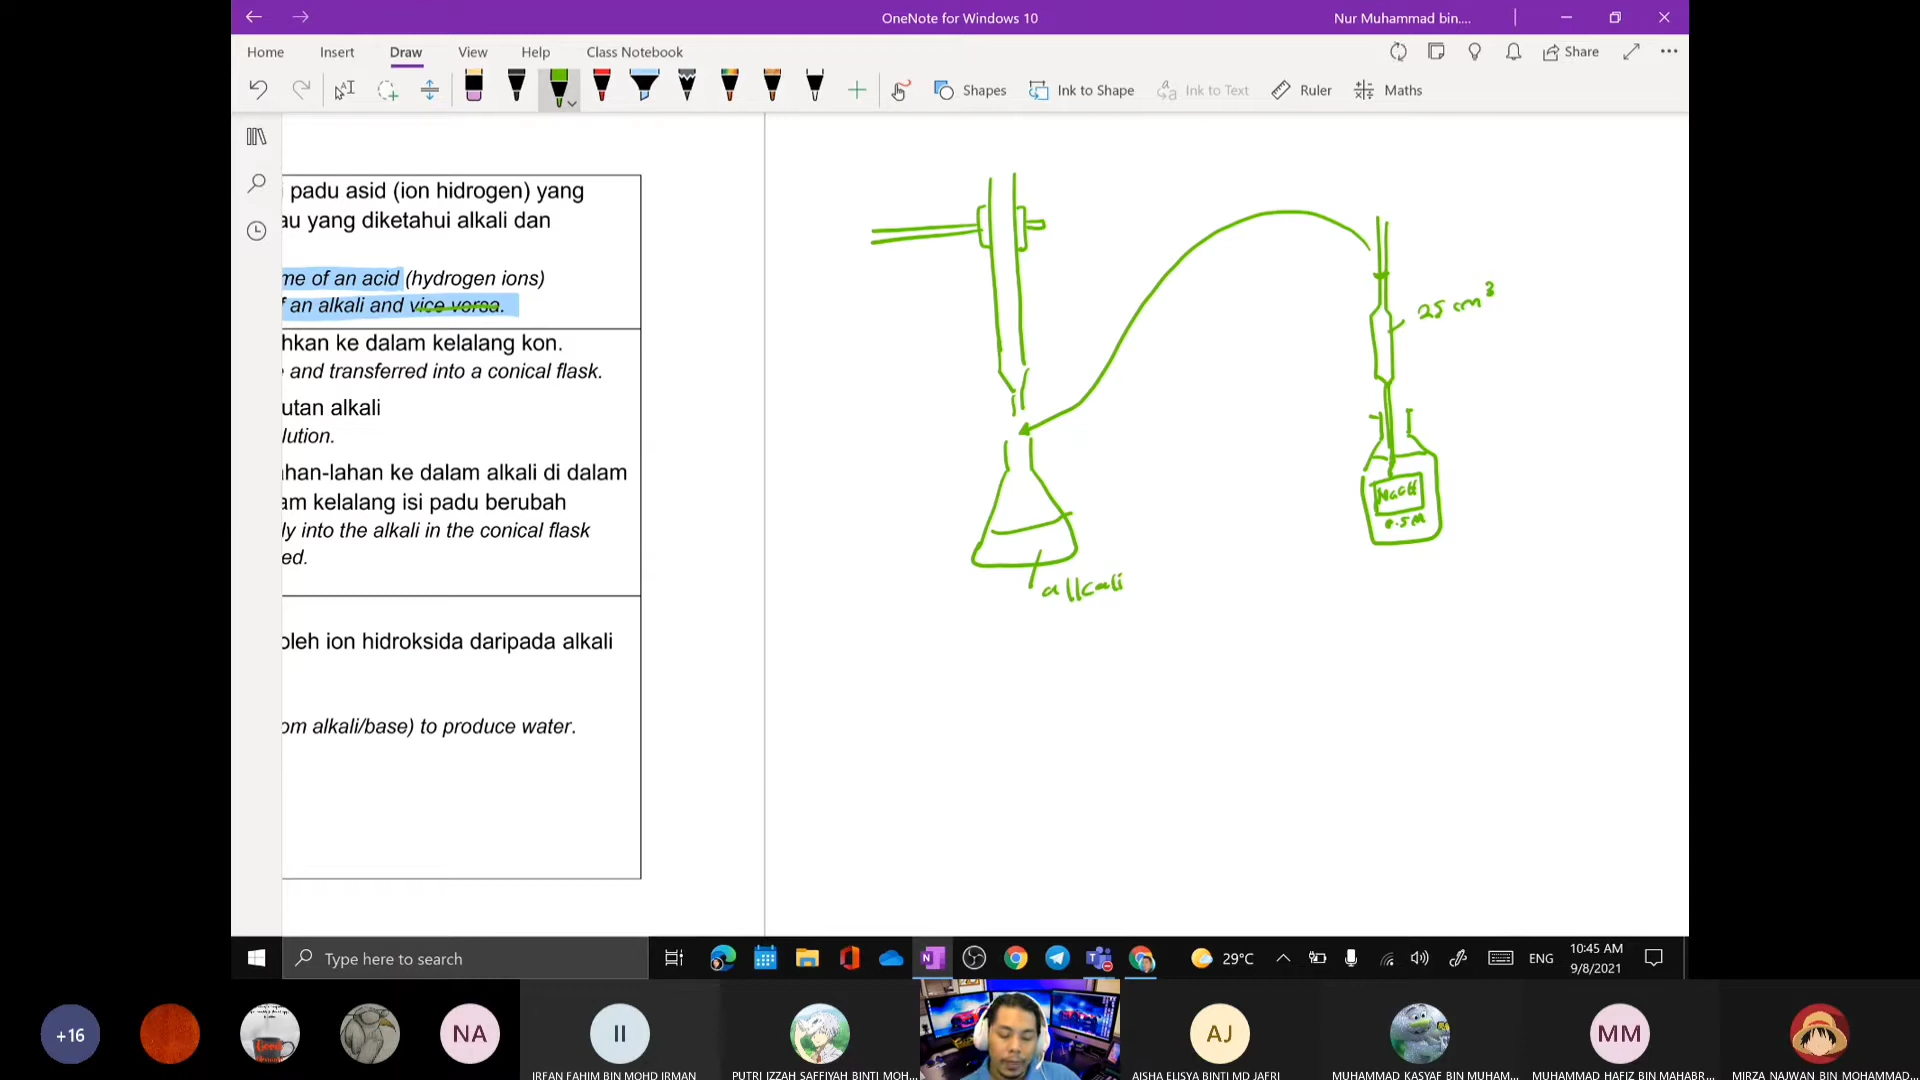 OneNote for Windows 10
Nur Muhammad bin....
Home
Insert
Draw
View
Help
Class Notebook
Share
Shapes
Ink to Shape
Ink to Text
Ruler
Maths
padu asid (ion hidrogen) yang
au yang diketahui alkali dan
me of an acid (hydrogen ions)
f an alkali and vice versa.
hkan ke dalam kelalang kon.
and transferred into a conical flask.
utan alkali
lution.
ahan-lahan ke dalam alkali di dalam
am kelalang isi padu berubah
ly into the alkali in the conical flask
ed.
oleh ion hidroksida daripada alkali
om alkali/base) to produce water.
25 cm³
NaOH
0.5M
alkali
Type here to search
29°C
ENG
10:45 AM
9/8/2021
+16
NA
II
AJ
MM
IRFAN FAHIM BIN MOHD IRMAN
PUTRI IZZAH SAFFIYAH BINTI MOH...
AISHA ELISYA BINTI MD JAFRI
MUHAMMAD KASYAF BIN MUHAM...
MUHAMMAD HAFIZ BIN MAHABR...
MIRZA NAJWAN BIN MOHAMMAD...